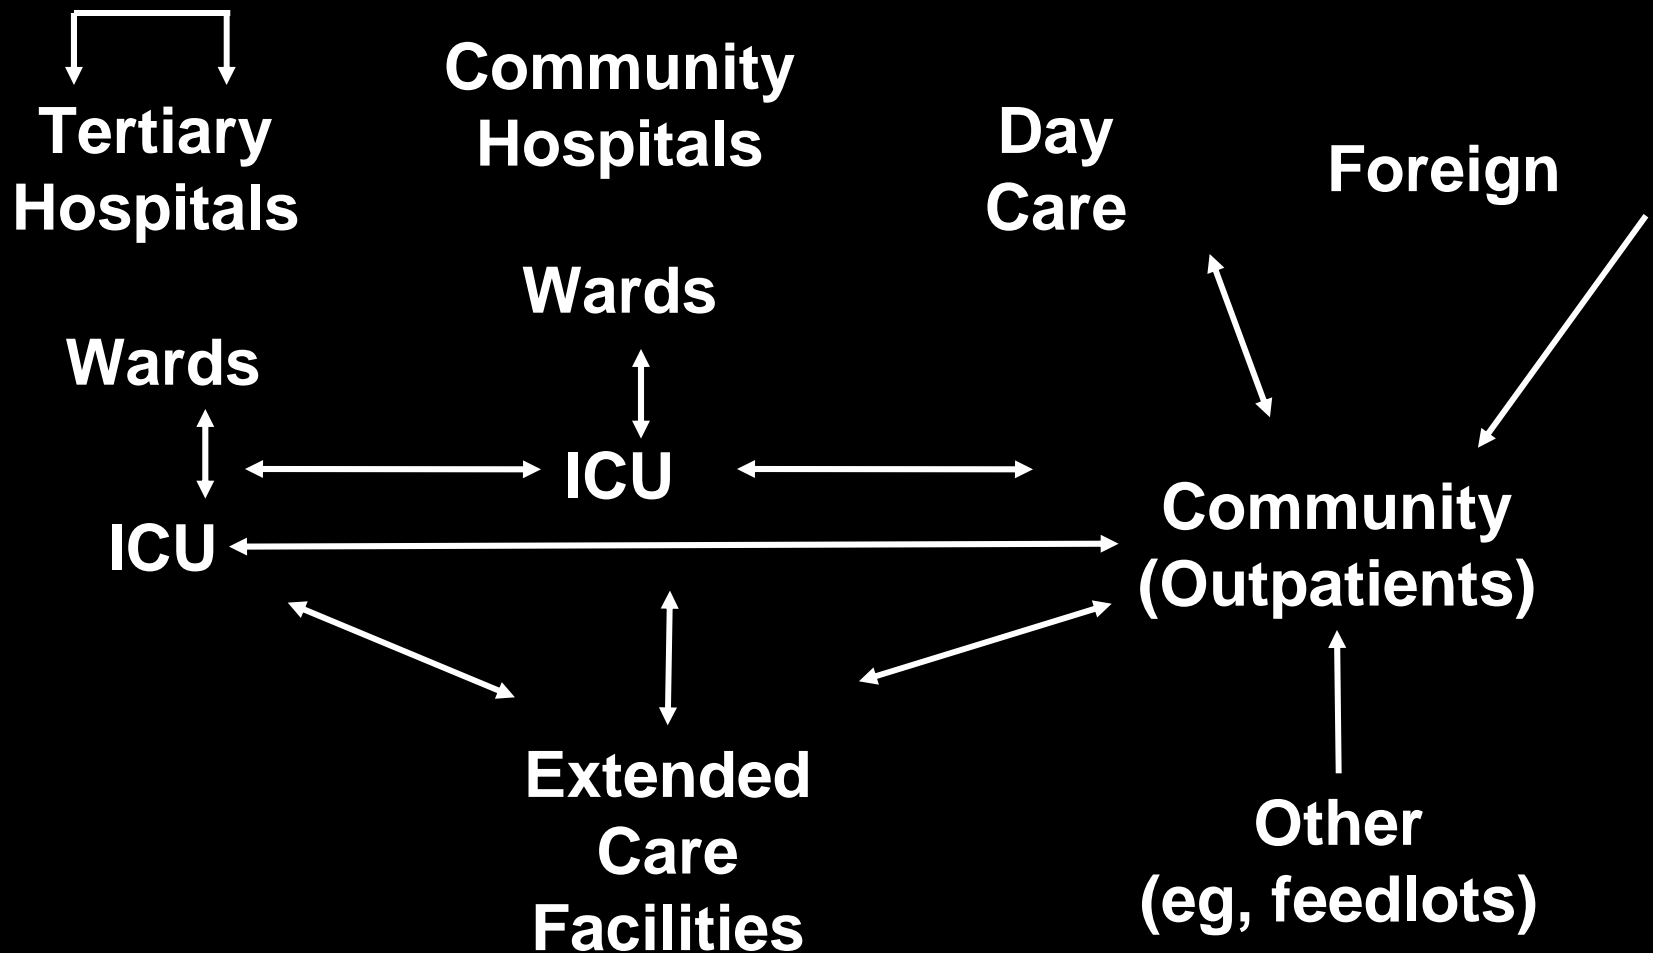 Tertiary
Hospitals
Community
Hospitals
Day
Care
Foreign
Wards
Wards
ICU
ICU
Community
(Outpatients)
Extended
Care
Facilities
Other
(eg, feedlots)